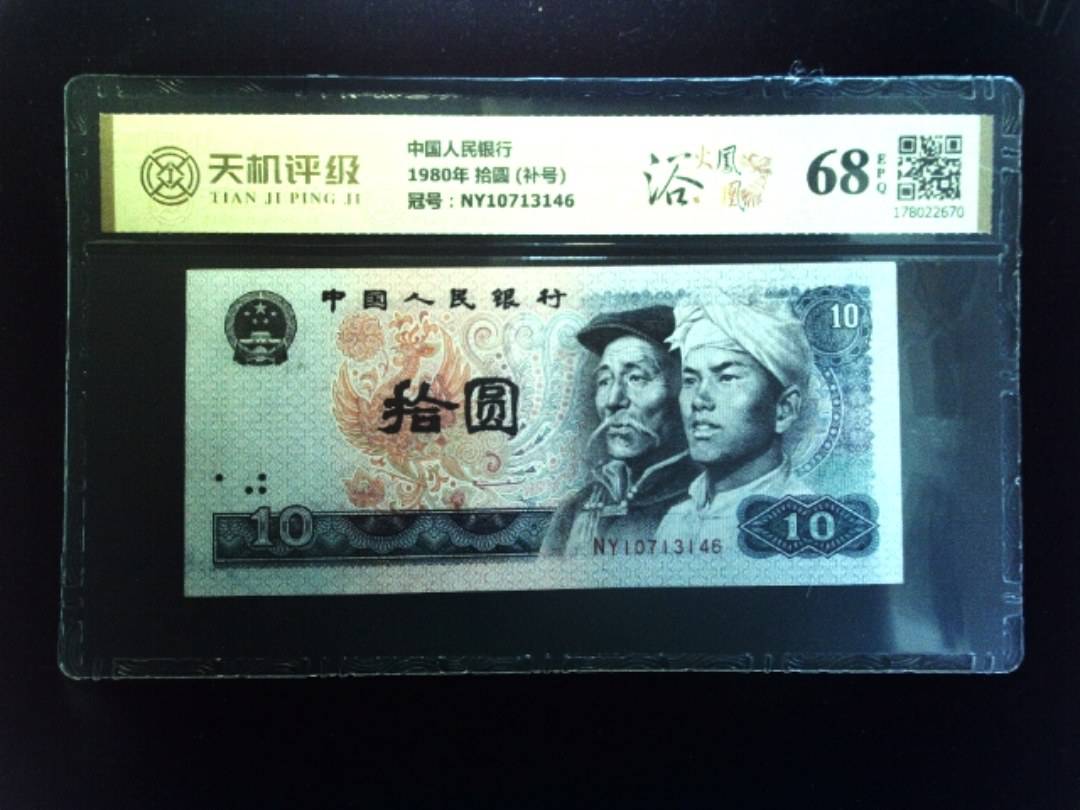 天机评级
TIAN JI PING JI
中国人民银行
1980年 拾圆 (补号)
冠号：NY10713146
浴火凤凰
68
EPQ
178022670
中国人民银行
10
拾圆
10
NY10713146
10